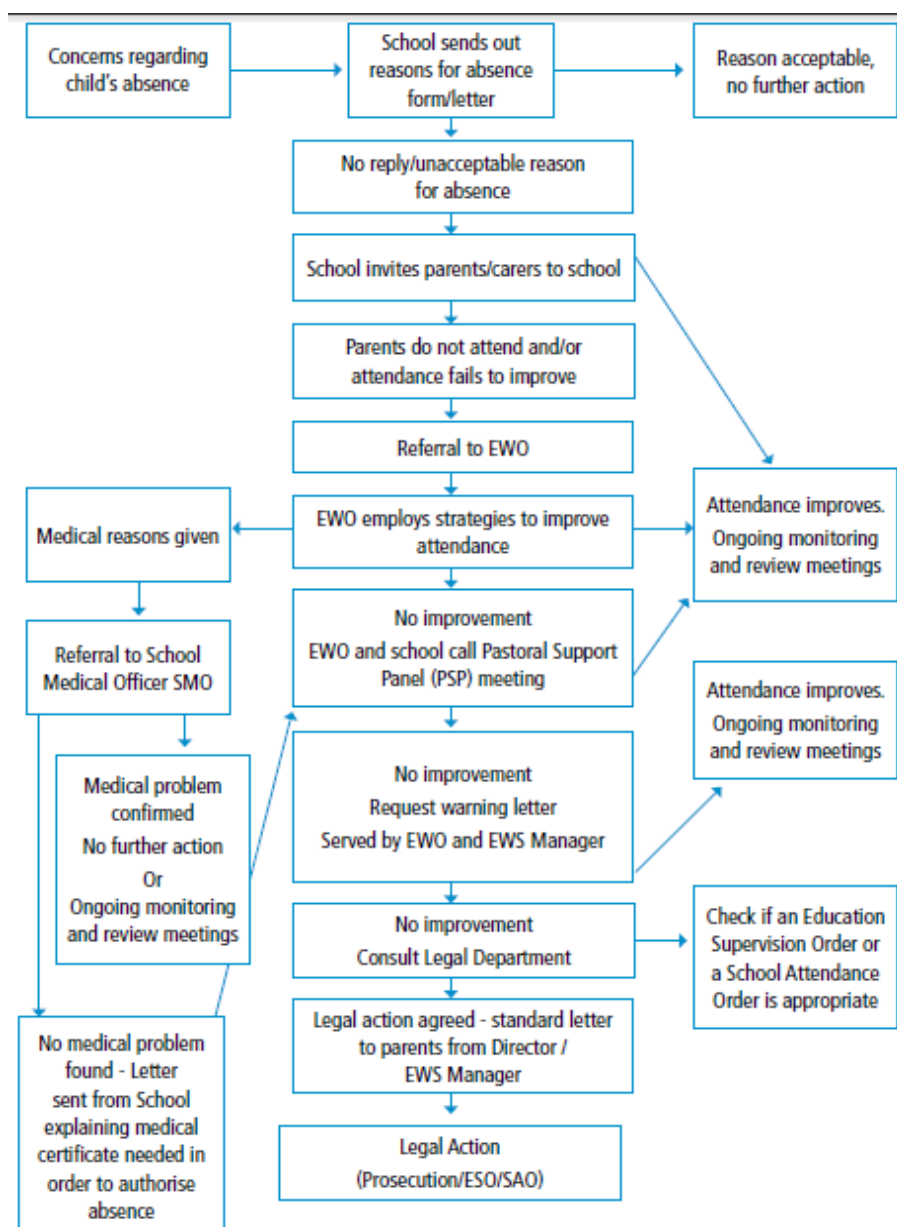 Concerns regarding
child's absence
School sends out
reasons for absence
form/letter
Reason acceptable,
no further action
No reply/unacceptable reason
for absence
School invites parents/carers to school
Parents do not attend and/or
attendance fails to improve
Referral to EWO
Medical reasons given
EWO employs strategies to improve
attendance
Attendance improves.
Ongoing monitoring
and review meetings
Referral to School
Medical Officer SMO
No improvement
EWO and school call Pastoral Support
Panel (PSP) meeting
Attendance improves.
Ongoing monitoring
and review meetings
Medical problem
confirmed
No further action
Or
Ongoing monitoring
and review meetings
No improvement
Request warning letter
Served by EWO and EWS Manager
No improvement
Consult Legal Department
Check if an Education
Supervision Order or
a School Attendance
Order is appropriate
No medical problem
found - Letter
sent from School
explaining medical
certificate needed in
order to authorise
absence
Legal action agreed - standard letter
to parents from Director /
EWS Manager
Legal Action
(Prosecution/ESO/SAO)